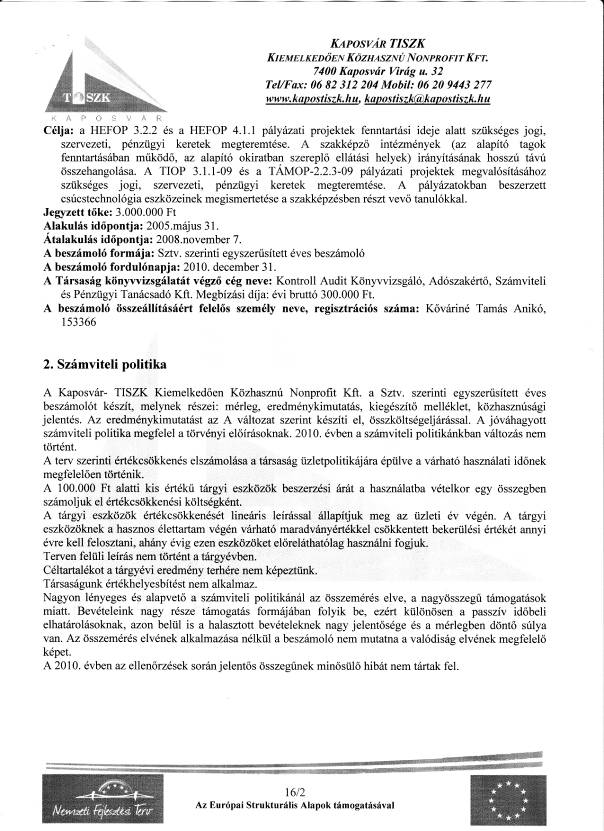 KAPOSVÁR TISZK
KIEMELKEDŐEN KÖZHASZNÚ NONPROFIT KFT.
7400 Kaposvár Virág u. 32
Tel/Fax: 06 82 312 204 Mobil: 06 20 9443 277
www.kapostiszk.hu, kapostiszk@kapostiszk.hu
T SZK
K A P O S V Á R
Célja: a HEFOP 3.2.2 és a HEFOP 4.1.1 pályázati projektek fenntartási ideje alatt szükséges jogi,
szervezeti, pénzügyi keretek megteremtése. A szakképző intézmények (az alapító tagok
fenntartásában működő, az alapító okiratban szereplő ellátási helyek) irányításának hosszú távú
összehangolása. A TIOP 3.1.1-09 és a TÁMOP-2.2.3-09 pályázati projektek megvalósításához
szükséges jogi, szervezeti, pénzügyi keretek megteremtése. A pályázatokban beszerzett
csúcstechnológia eszközeinek megismertetése a szakképzésben részt vevő tanulókkal.
Jegyzett tőke: 3.000.000 Ft
Alakulás időpontja: 2005.május 31.
Átalakulás időpontja: 2008.november 7.
A beszámoló formája: Sztv. szerinti egyszerűsített éves beszámoló
A beszámoló fordulónapja: 2010. december 31.
A Társaság könyvvizsgálatát végző cég neve: Kontroll Audit Könyvvizsgáló, Adószakértő, Számviteli
és Pénzügyi Tanácsadó Kft. Megbízási díja: évi bruttó 300.000 Ft.
A beszámoló összeállításáért felelős személy neve, regisztrációs száma: Kőváriné Tamás Anikó,
153366
2. Számviteli politika
A Kaposvár- TISZK Kiemelkedően Közhasznú Nonprofit Kft. a Sztv. szerinti egyszerűsített éves
beszámolót készít, melynek részei: mérleg, eredménykimutatás, kiegészítő melléklet, közhasznúsági
jelentés. Az eredménykimutatást az A változat szerint készíti el, összköltségeljárással. A jóváhagyott
számviteli politika megfelel a törvényi előírásoknak. 2010. évben a számviteli politikánkban változás nem
történt.
A terv szerinti értékcsökkenés elszámolása a társaság üzletpolitikájára épülve a várható használati időnek
megfelelően történik.
A 100.000 Ft alatti kis értékű tárgyi eszközök beszerzési árát a használatba vételkor egy összegben
számoljuk el értékcsökkenési költségként.
A tárgyi eszközök értékcsökkenését lineáris leírással állapítjuk meg az üzleti év végén. A tárgyi
eszközöknek a hasznos élettartam végén várható maradványértékkel csökkentett bekerülési értékét annyi
évre kell felosztani, ahány évig ezen eszközöket előreláthatólag használni fogjuk.
Terven felüli leírás nem történt a tárgyévben.
Céltartalékot a tárgyévi eredmény terhére nem képeztünk.
Társaságunk értékhelyesbítést nem alkalmaz.
Nagyon lényeges és alapvető a számviteli politikánál az összemérés elve, a nagyösszegű támogatások
miatt. Bevételeink nagy része támogatás formájában folyik be, ezért különösen a passzív időbeli
elhatárolásoknak, azon belül is a halasztott bevételeknek nagy jelentősége és a mérlegben döntő súlya
van. Az összemérés elvének alkalmazása nélkül a beszámoló nem mutatna a valódiság elvének megfelelő
képet.
A 2010. évben az ellenőrzések során jelentős összegűnek minősülő hibát nem tártak fel.
Nemzeti Fejlesztési Terv
16/2
Az Európai Strukturális Alapok támogatásával